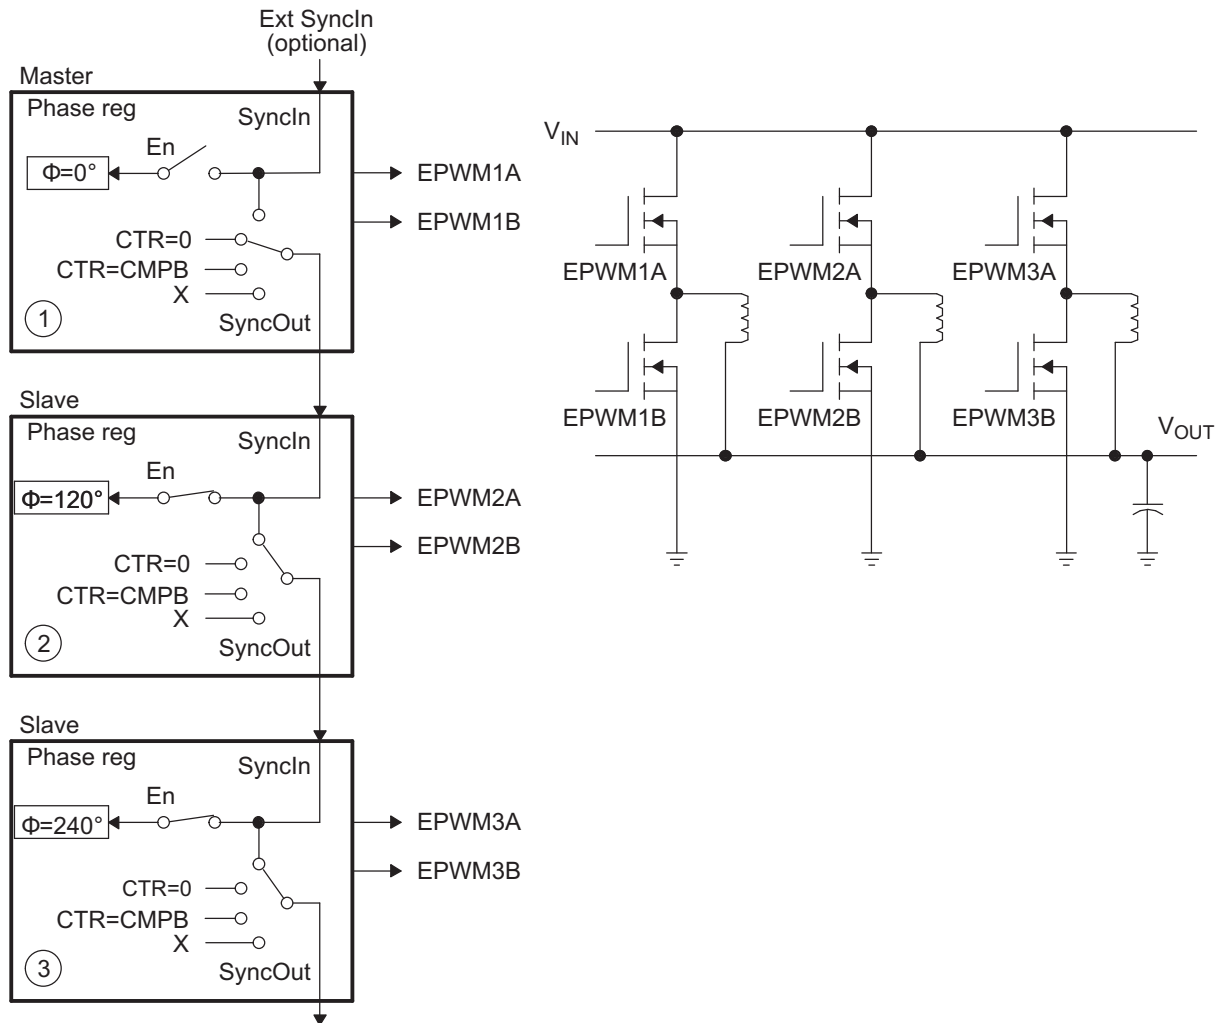 Ext SyncIn
(optional)
Master
Phase reg
SyncIn
En
Φ=0°
EPWM1A
EPWM1B
CTR=0
CTR=CMPB
X
1
SyncOut
Slave
Phase reg
SyncIn
En
Φ=120°
EPWM2A
EPWM2B
CTR=0
CTR=CMPB
X
2
SyncOut
Slave
Phase reg
SyncIn
En
Φ=240°
EPWM3A
EPWM3B
CTR=0
CTR=CMPB
X
3
SyncOut
VIN
EPWM1A
EPWM2A
EPWM3A
EPWM1B
EPWM2B
EPWM3B
VOUT